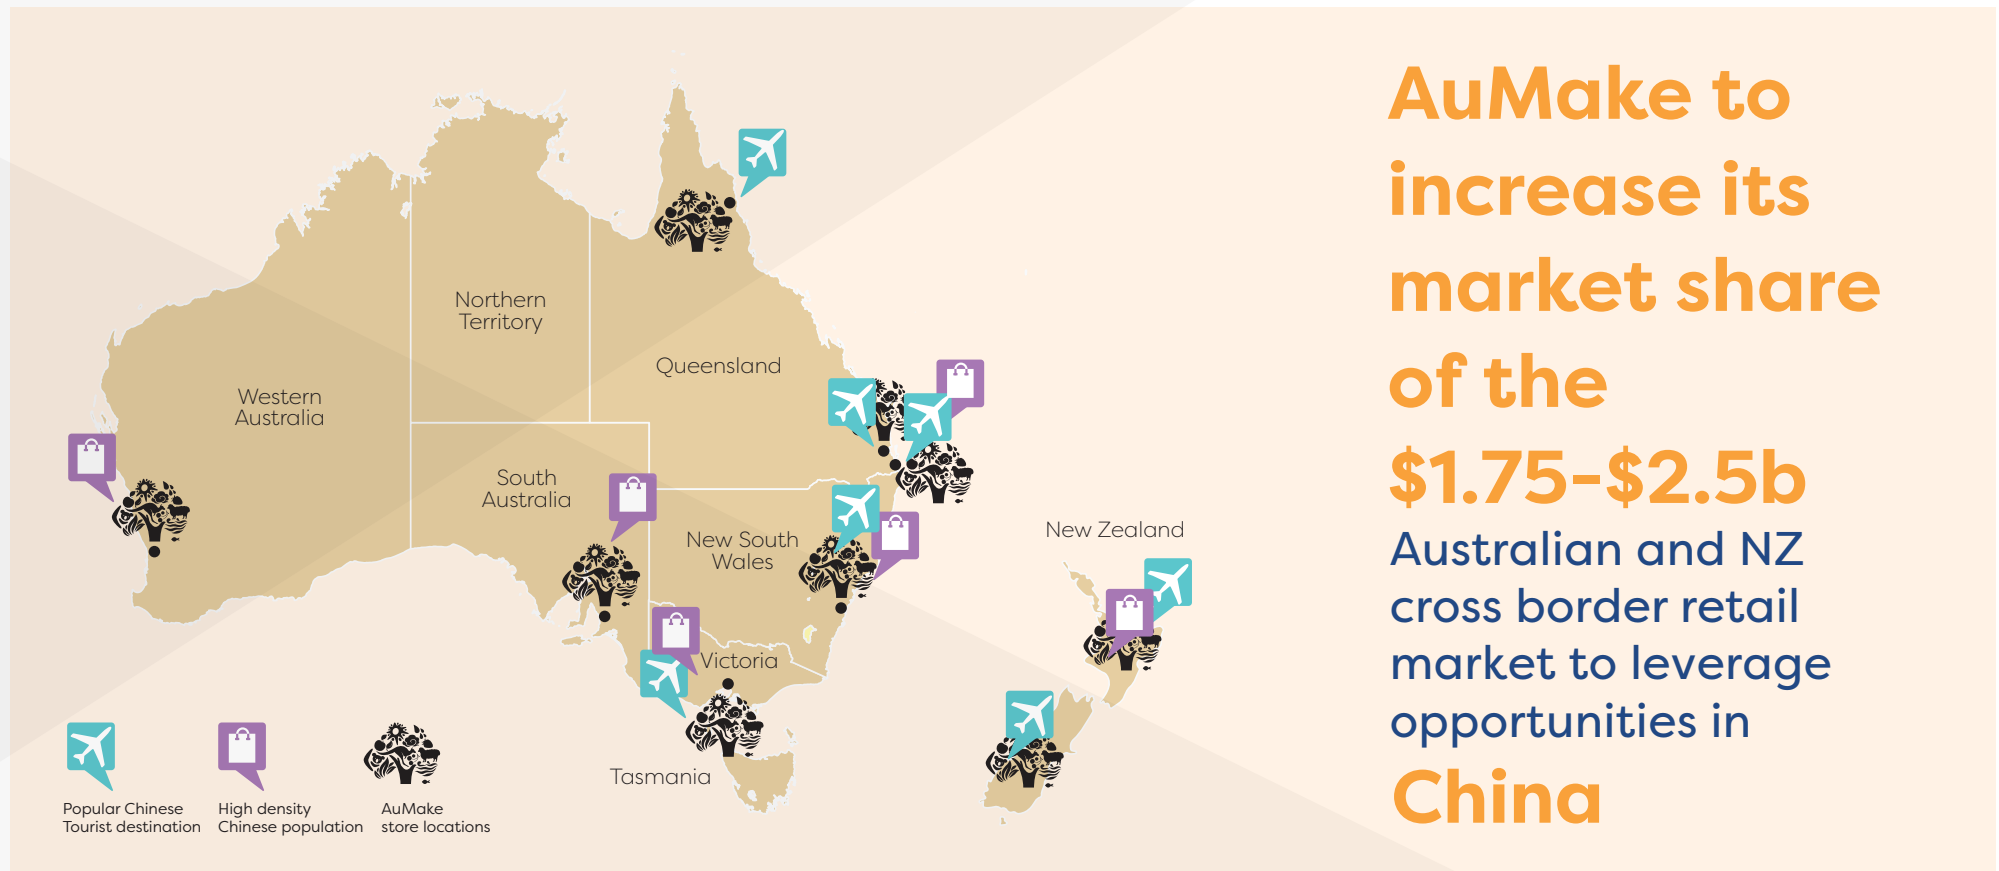 AuMake to
increase its
market share
of the
$1.75-$2.5b
Australian and NZ
cross border retail
market to leverage
opportunities in
China
Northern
Territory
Queensland
Western
Australia
South
Australia
New South
Wales
New Zealand
Victoria
Tasmania
Popular Chinese
Tourist destination
High density
Chinese population
AuMake
store locations